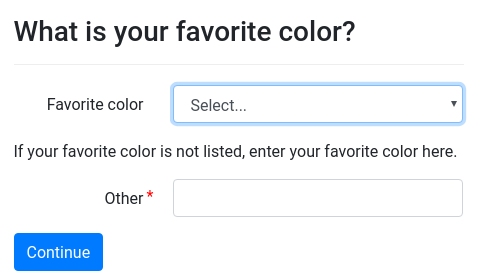 What is your favorite color?
Favorite color Select...
If your favorite color is not listed, enter your favorite color here.
Other *
Continue